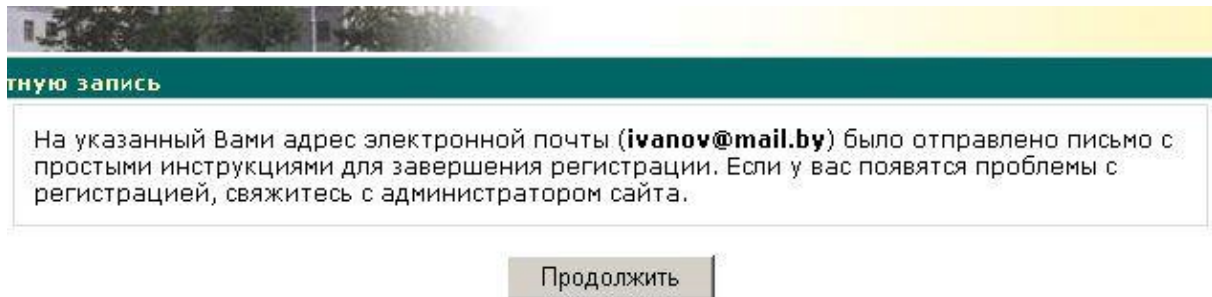 тную запись
На указанный Вами адрес электронной почты (ivanov@mail.by) было отправлено письмо с
простыми инструкциями для завершения регистрации. Если у вас появятся проблемы с
регистрацией, свяжитесь с администратором сайта.
Продолжить